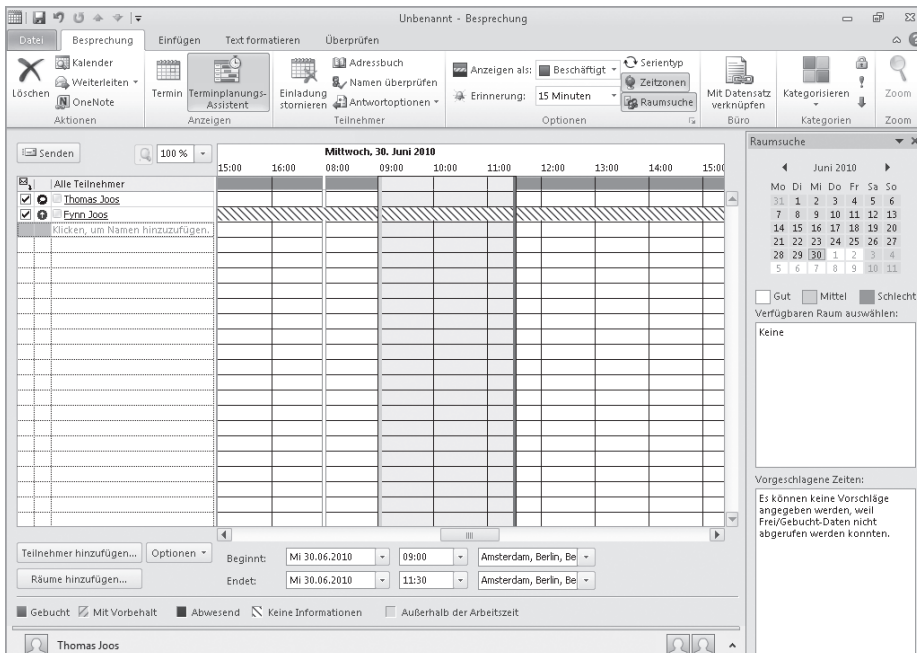 Unbenannt - Besprechung
Datei Besprechung Einfügen Text formatieren Überprüfen
Löschen
Kalender
Weiterleiten
OneNote
Aktionen
Termin
Terminplanungs-
Assistent
Anzeigen
Einladung
stornieren
Adressbuch
Namen überprüfen
Antwortoptionen
Teilnehmer
Anzeigen als: Beschäftigt
Erinnerung: 15 Minuten
Serientyp
Zeitzonen
Raumsuche
Optionen
Mit Datensatz
verknüpfen
Büro
Kategorisieren
Kategorien
Zoom
Zoom
Senden
100 %
Mittwoch, 30. Juni 2010
15:00 16:00 08:00 09:00 10:00 11:00 12:00 13:00 14:00 15:00
Alle Teilnehmer
Thomas Joos
Fynn Joos
Klicken, um Namen hinzuzufügen.
Teilnehmer hinzufügen... Optionen
Räume hinzufügen...
Beginnt: Mi 30.06.2010 09:00 Amsterdam, Berlin, Be
Endet: Mi 30.06.2010 11:30 Amsterdam, Berlin, Be
Gebucht Mit Vorbehalt Abwesend Keine Informationen Außerhalb der Arbeitszeit
Thomas Joos
Raumsuche
Juni 2010
Mo Di Mi Do Fr Sa So
31 1 2 3 4 5 6
7 8 9 10 11 12 13
14 15 16 17 18 19 20
21 22 23 24 25 26 27
28 29 30 1 2 3 4
5 6 7 8 9 10 11
Gut Mittel Schlecht
Verfügbaren Raum auswählen:
Keine
Vorgeschlagene Zeiten:
Es können keine Vorschläge
angegeben werden, weil
Frei/Gebucht-Daten nicht
abgerufen werden konnten.